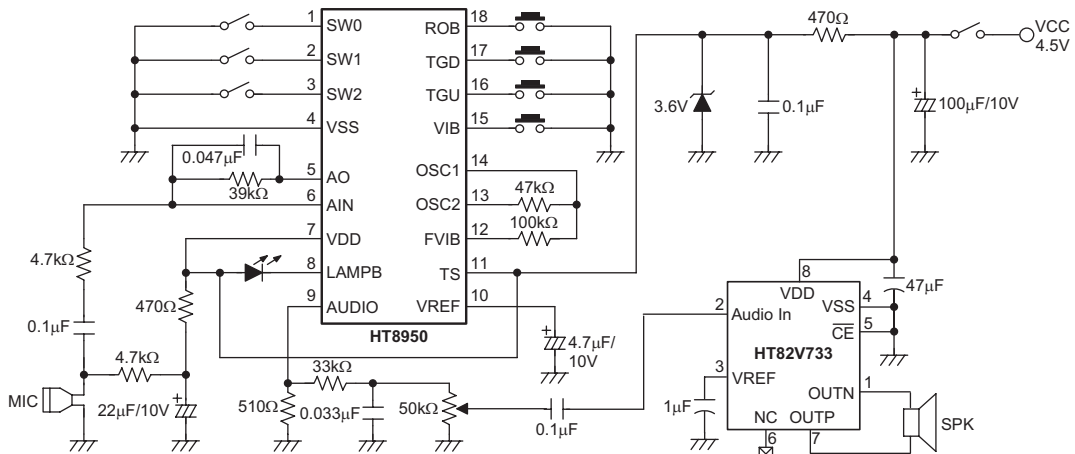 1 SW0
2 SW1
3 SW2
4 VSS
0.047μF
39kΩ
5 AO
6 AIN
7 VDD
8 LAMPB
9 AUDIO
ROB 18
TGD 17
TGU 16
VIB 15
OSC1 14
OSC2 13
FVIB 12
TS 11
VREF 10
HT8950
47kΩ
100kΩ
4.7kΩ
0.1μF
470Ω
4.7kΩ
MIC
22μF/10V
+
33kΩ
510Ω
0.033μF
50kΩ
0.1μF
+
4.7μF/
10V
3.6V
0.1μF
470Ω
+
100μF/10V
VCC
4.5V
8
VDD
2 Audio In
VSS 4
CE 5
47μF
HT82V733
3 VREF
1μF
OUTN 1
NC
6
OUTP
7
SPK